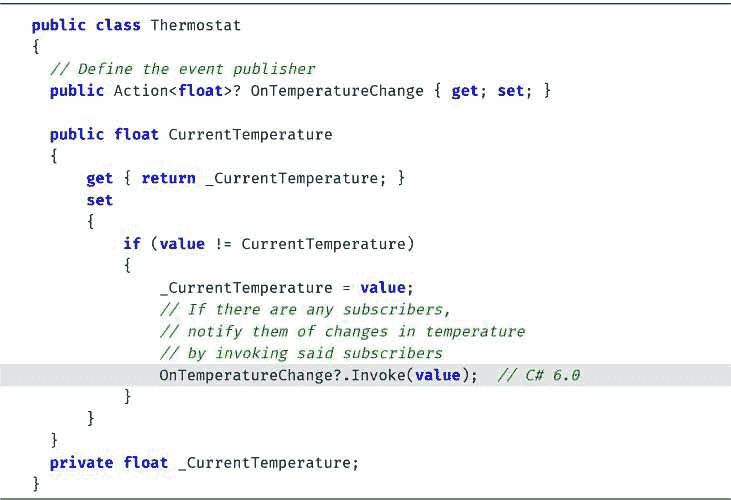 public class Thermostat
{
// Define the event publisher
public Action<float>? OnTemperatureChange { get; set; }
public float CurrentTemperature
{
get { return _CurrentTemperature; }
set
{
if (value != CurrentTemperature)
{
_CurrentTemperature = value;
// If there are any subscribers,
// notify them of changes in temperature
// by invoking said subscribers
OnTemperatureChange?.Invoke(value); // C# 6.0
}
}
}
private float _CurrentTemperature;
}